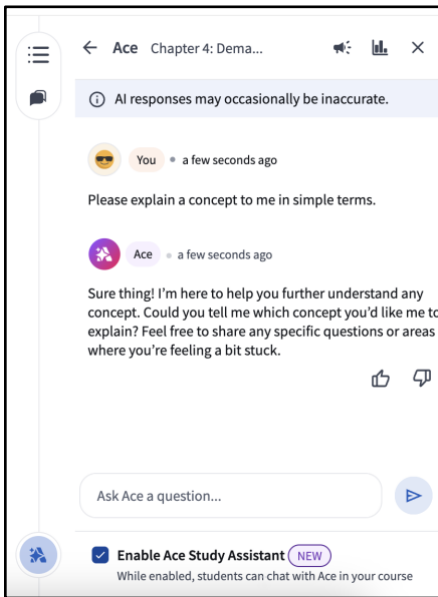 Ace Chapter 4: Dema...
AI responses may occasionally be inaccurate.
You • a few seconds ago
Please explain a concept to me in simple terms.
Ace • a few seconds ago
Sure thing! I'm here to help you further understand any
concept. Could you tell me which concept you'd like me to
explain? Feel free to share any specific questions or areas
where you're feeling a bit stuck.
Ask Ace a question...
Enable Ace Study Assistant NEW
While enabled, students can chat with Ace in your course